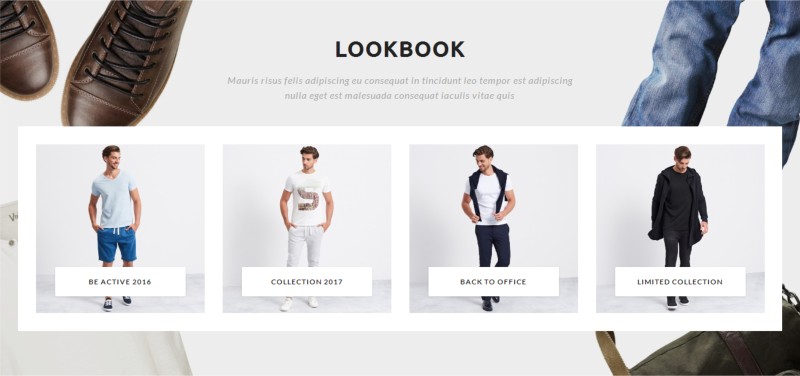 LOOKBOOK
Mauris risus felis adipiscing eu consequat in tincidunt leo tempor est adipiscing
nulla eget est malesuada consequat iaculis vitae quis
BE ACTIVE 2016
COLLECTION 2017
BACK TO OFFICE
LIMITED COLLECTION